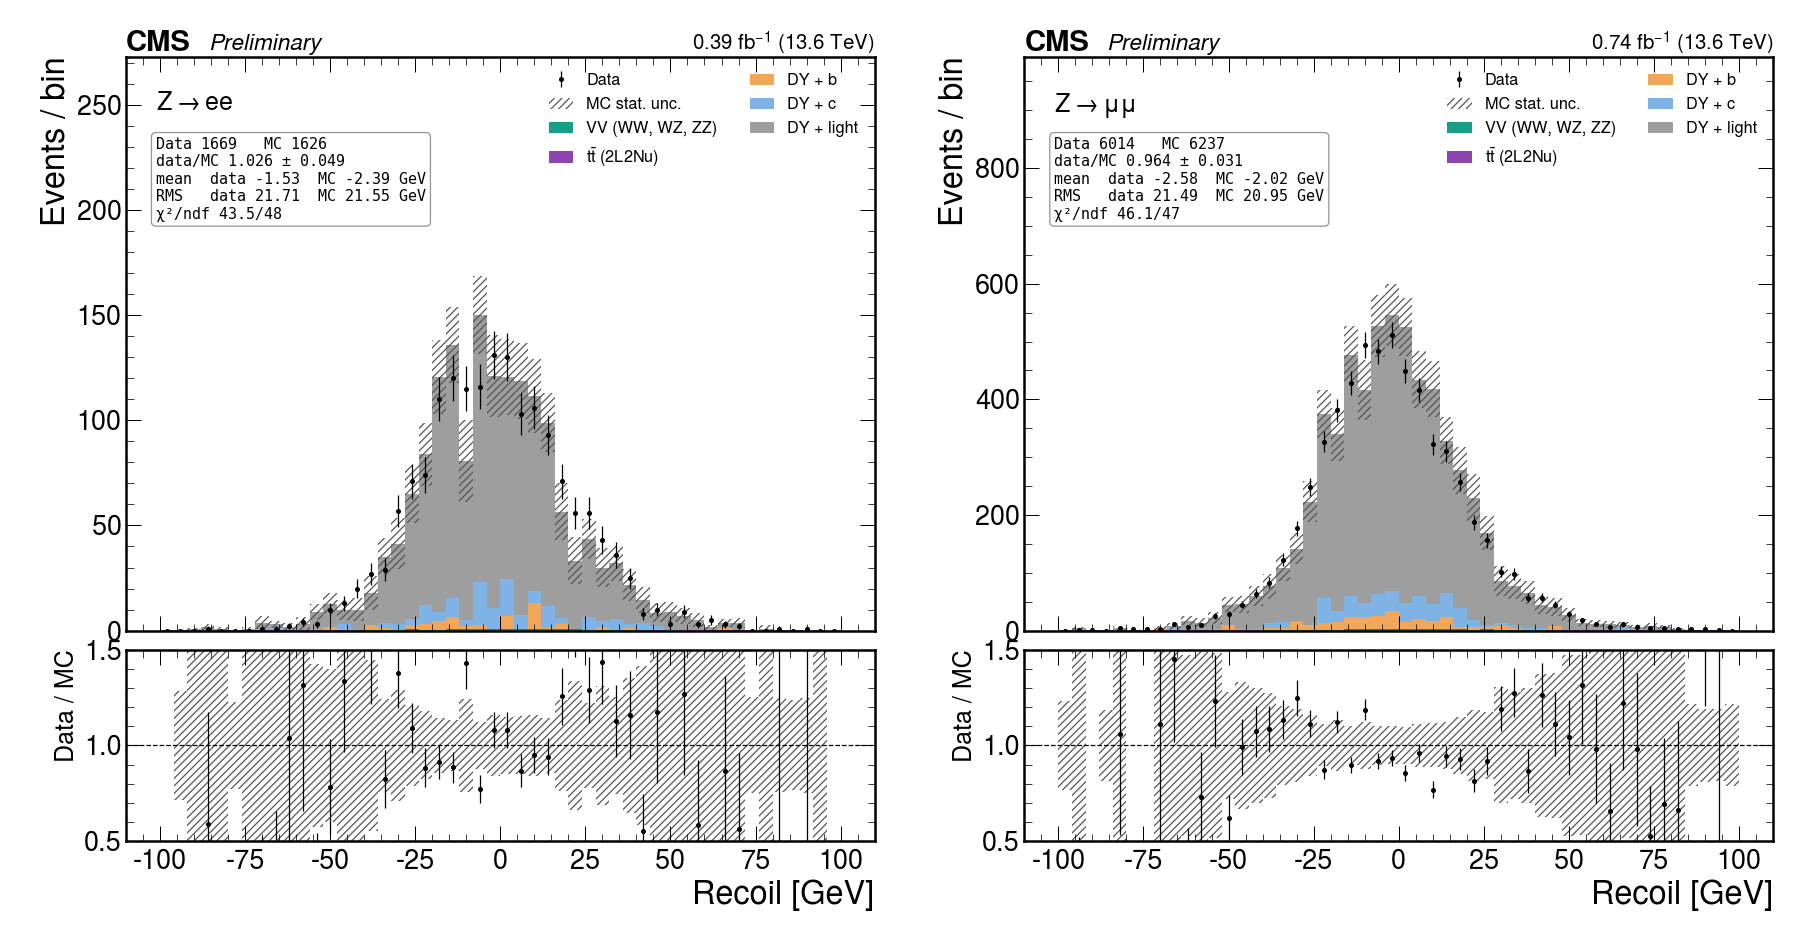 CMS Preliminary 0.39 fb⁻¹ (13.6 TeV)
Events / bin
Z → ee
Data
MC stat. unc.
VV (WW, WZ, ZZ)
tt̄ (2L2Nu)
DY + b
DY + c
DY + light
Data 1669 MC 1626
data/MC 1.026 ± 0.049
mean data -1.53 MC -2.39 GeV
RMS data 21.71 MC 21.55 GeV
χ²/ndf 43.5/48
250
200
150
100
50
0
Data / MC
1.5
1.0
0.5
-100 -75 -50 -25 0 25 50 75 100
Recoil [GeV]
CMS Preliminary 0.74 fb⁻¹ (13.6 TeV)
Events / bin
Z → μμ
Data
MC stat. unc.
VV (WW, WZ, ZZ)
tt̄ (2L2Nu)
DY + b
DY + c
DY + light
Data 6014 MC 6237
data/MC 0.964 ± 0.031
mean data -2.58 MC -2.02 GeV
RMS data 21.49 MC 20.95 GeV
χ²/ndf 46.1/47
800
600
400
200
0
Data / MC
1.5
1.0
0.5
-100 -75 -50 -25 0 25 50 75 100
Recoil [GeV]